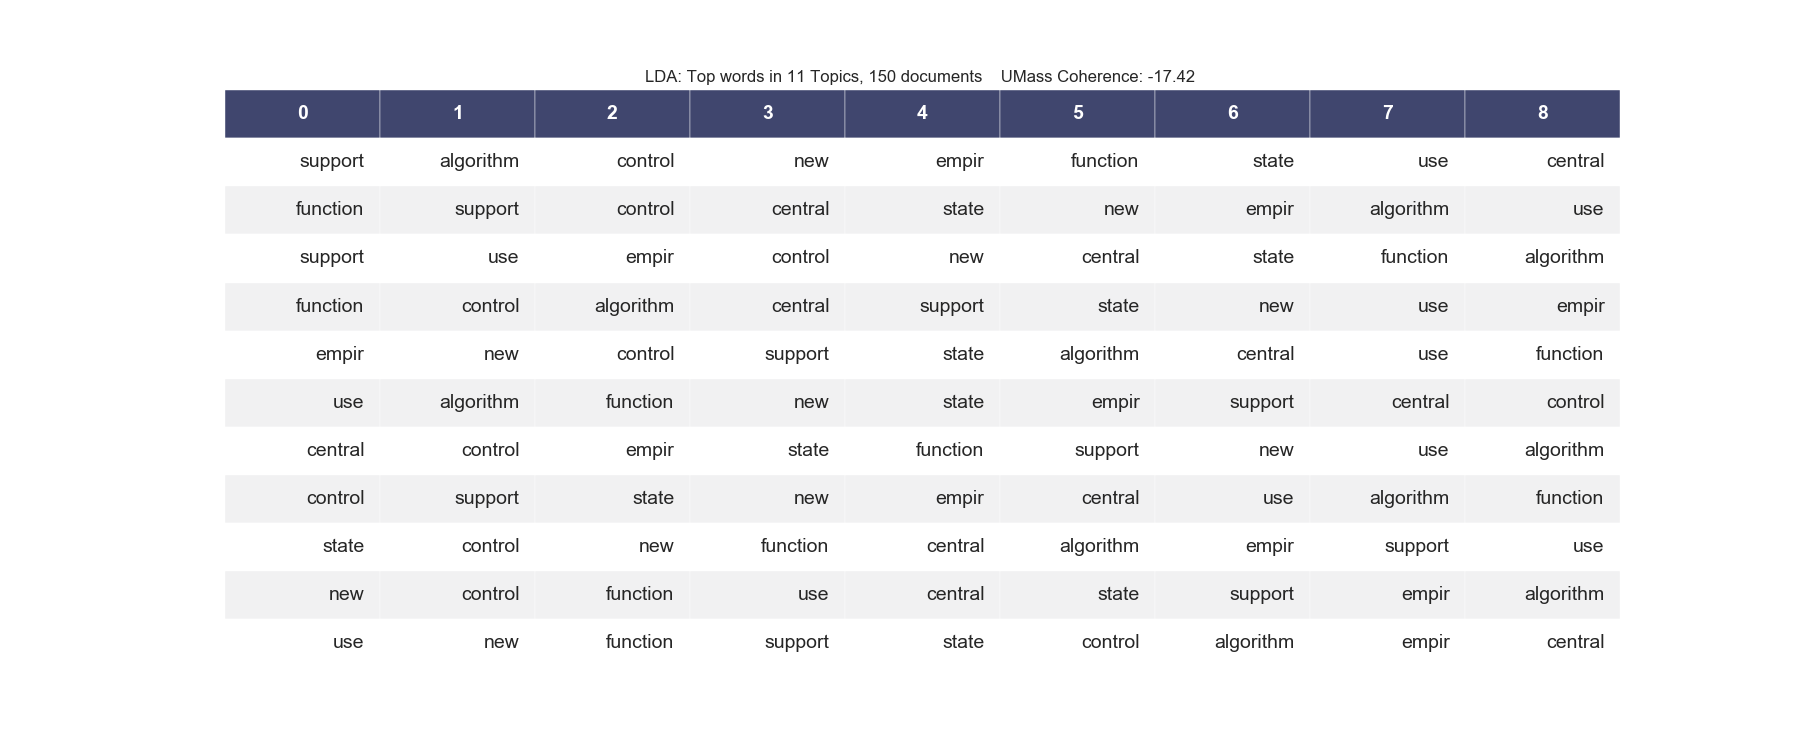 LDA: Top words in 11 Topics, 150 documents    UMass Coherence: -17.42
0 1 2 3 4 5 6 7 8
support algorithm control new empir function state use central
function support control central state new empir algorithm use
support use empir control new central state function algorithm
function control algorithm central support state new use empir
empir new control support state algorithm central use function
use algorithm function new state empir support central control
central control empir state function support new use algorithm
control support state new empir central use algorithm function
state control new function central algorithm empir support use
new control function use central state support empir algorithm
use new function support state control algorithm empir central